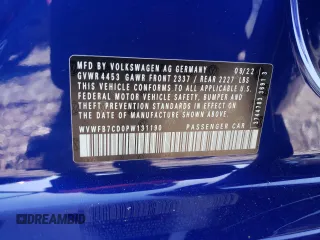 MFD BY VOLKSWAGEN AG GERMANY 09/22
GVWR 4453 GAWR FRONT 2337 / REAR 2227 LBS
THIS VEHICLE CONFORMS TO ALL APPLICABLE U.S.
FEDERAL MOTOR VEHICLE SAFETY, BUMPER AND
THEFT PREVENTION STANDARDS IN EFFECT ON THE
DATE OF MANUFACTURE SHOWN ABOVE.
WVWFB7CD0PW131190 PASSENGER CAR
DREAMBID